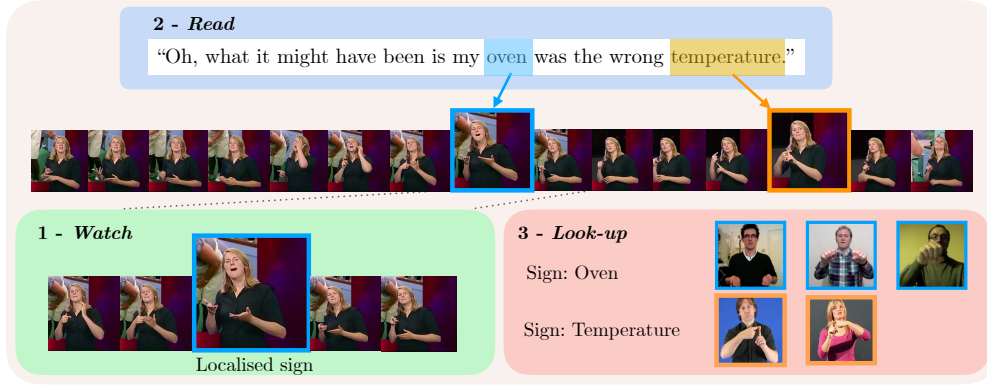 2 - Read
“Oh, what it might have been is my oven was the wrong temperature.”
1 - Watch
Localised sign
3 - Look-up
Sign: Oven
Sign: Temperature